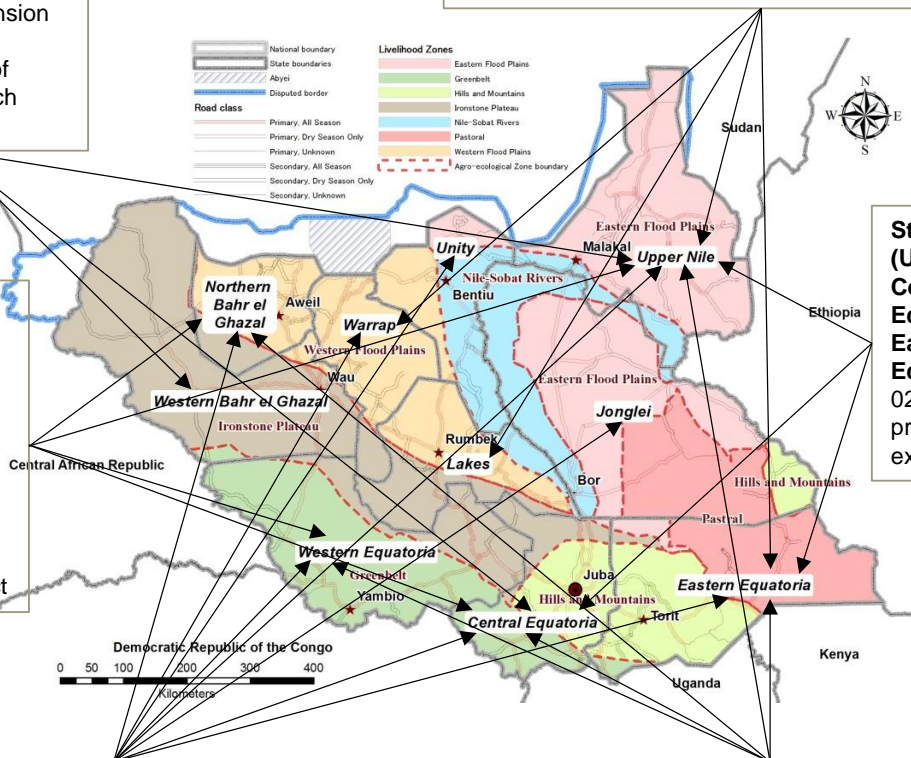 nsion
of
ch
National boundary
State boundaries
Abyei
Disputed border
Road class
Primary, All Season
Primary, Dry Season Only
Primary, Unknown
Secondary, All Season
Secondary, Dry Season Only
Secondary, Unknown
Livelihood Zones
Eastern Flood Plains
Greenbelt
Hills and Mountains
Ironstone Plateau
Nile-Sobat Rivers
Pastoral
Western Flood Plains
Agro-ecological Zone boundary
N
W
E
S
Sudan
Eastern Flood Plains
Malakal
Upper Nile
Unity
Nile-Sobat Rivers
Bentiu
Northern
Bahr el
Ghazal
Aweil
Warrap
Western Flood Plains
Ethiopia
Wau
Eastern Flood Plains
Western Bahr el Ghazal
Jonglei
Ironstone Plateau
Rumbek
Lakes
Central African Republic
Bor
Hills and Mountains
Pastral
Western Equatoria
Greenbelt
Juba
Eastern Equatoria
Yambio
Hills and Mountains
Torit
Central Equatoria
Democratic Republic of the Congo
Kenya
Uganda
0 50 100 200 300 400
Kilometers
St
(U
Co
Ec
Ea
Ec
02
pr
ex
st